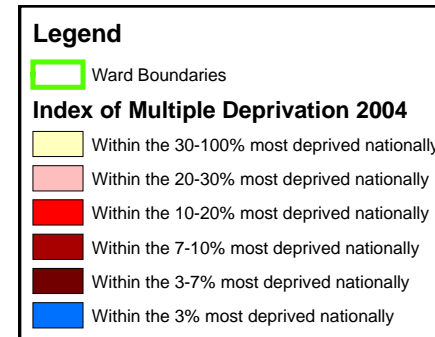 Legend
Ward Boundaries
Index of Multiple Deprivation 2004
Within the 30-100% most deprived nationally
Within the 20-30% most deprived nationally
Within the 10-20% most deprived nationally
Within the 7-10% most deprived nationally
Within the 3-7% most deprived nationally
Within the 3% most deprived nationally